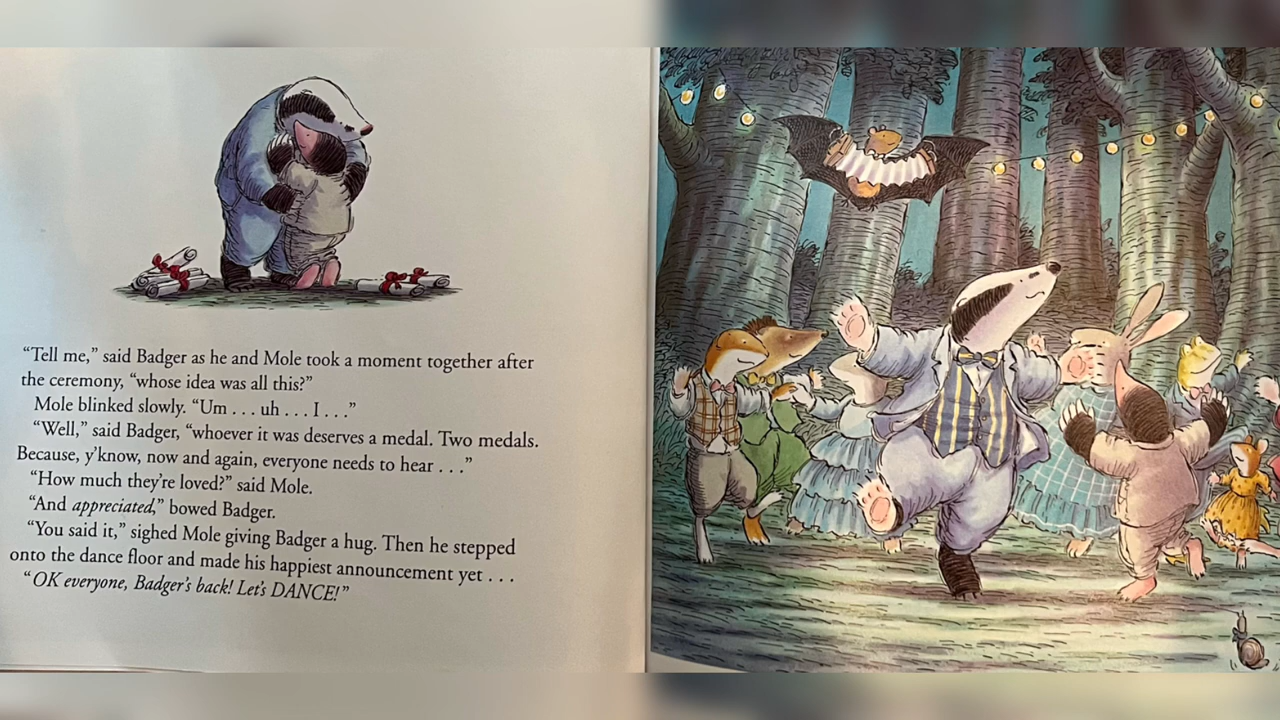 “Tell me,” said Badger as he and Mole took a moment together after
the ceremony, “whose idea was all this?”
Mole blinked slowly. “Um . . . uh . . . I . . .”
“Well,” said Badger, “whoever it was deserves a medal. Two medals.
Because, y’know, now and again, everyone needs to hear . . .”
“How much they’re loved?” said Mole.
“And appreciated,” bowed Badger.
“You said it,” sighed Mole giving Badger a hug. Then he stepped
onto the dance floor and made his happiest announcement yet . . .
“OK everyone, Badger’s back! Let’s DANCE!”